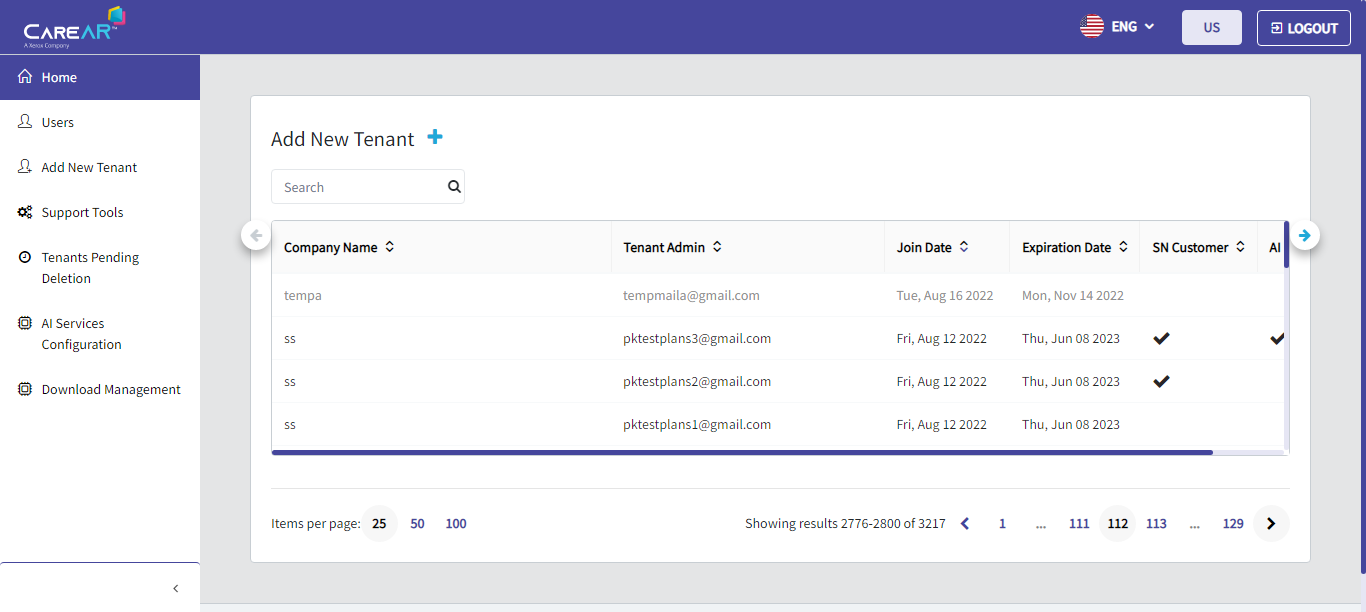 CAREAR™
A Xerox Company
ENG
US
LOGOUT
Home
Users
Add New Tenant
Support Tools
Tenants Pending
Deletion
AI Services
Configuration
Download Management
Add New Tenant
Search
Company Name Tenant Admin Join Date Expiration Date SN Customer AI
tempa tempmaila@gmail.com Tue, Aug 16 2022 Mon, Nov 14 2022
ss pktestplans3@gmail.com Fri, Aug 12 2022 Thu, Jun 08 2023
ss pktestplans2@gmail.com Fri, Aug 12 2022 Thu, Jun 08 2023
ss pktestplans1@gmail.com Fri, Aug 12 2022 Thu, Jun 08 2023
Items per page: 25 50 100
Showing results 2776-2800 of 3217 1 ... 111 112 113 ... 129